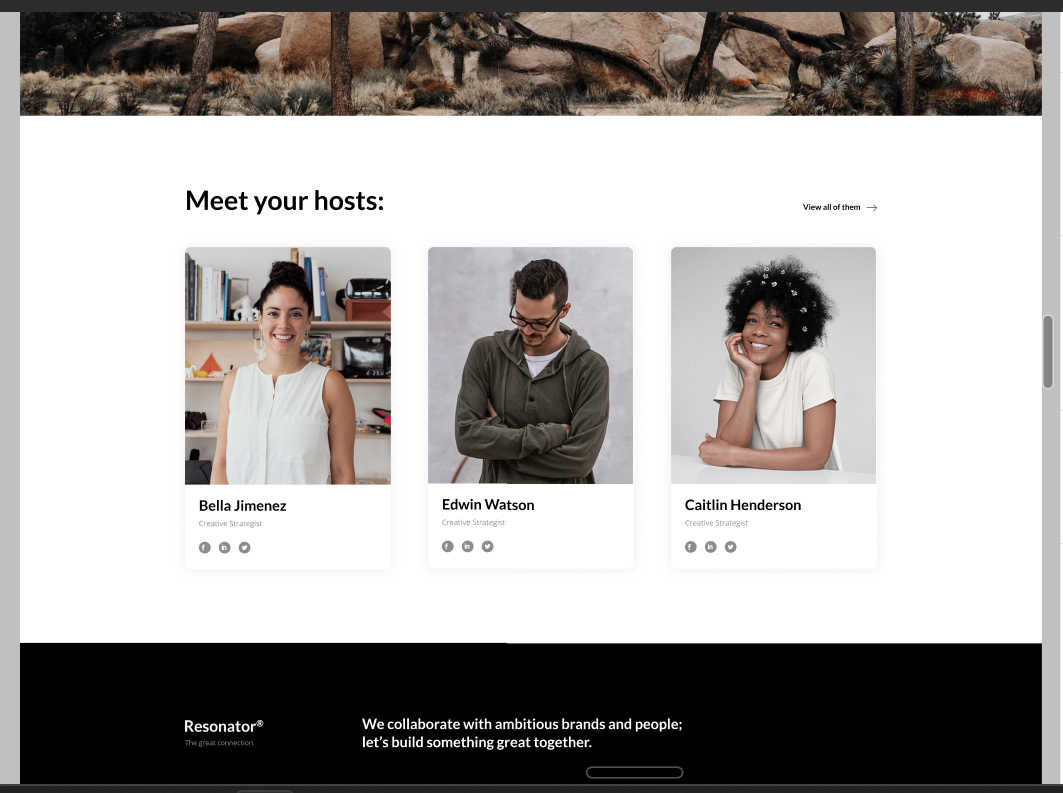 Meet your hosts:
View all of them →
Bella Jimenez
Creative Strategist
Edwin Watson
Creative Strategist
Caitlin Henderson
Creative Strategist
Resonator®
The great connection.
We collaborate with ambitious brands and people;
let’s build something great together.